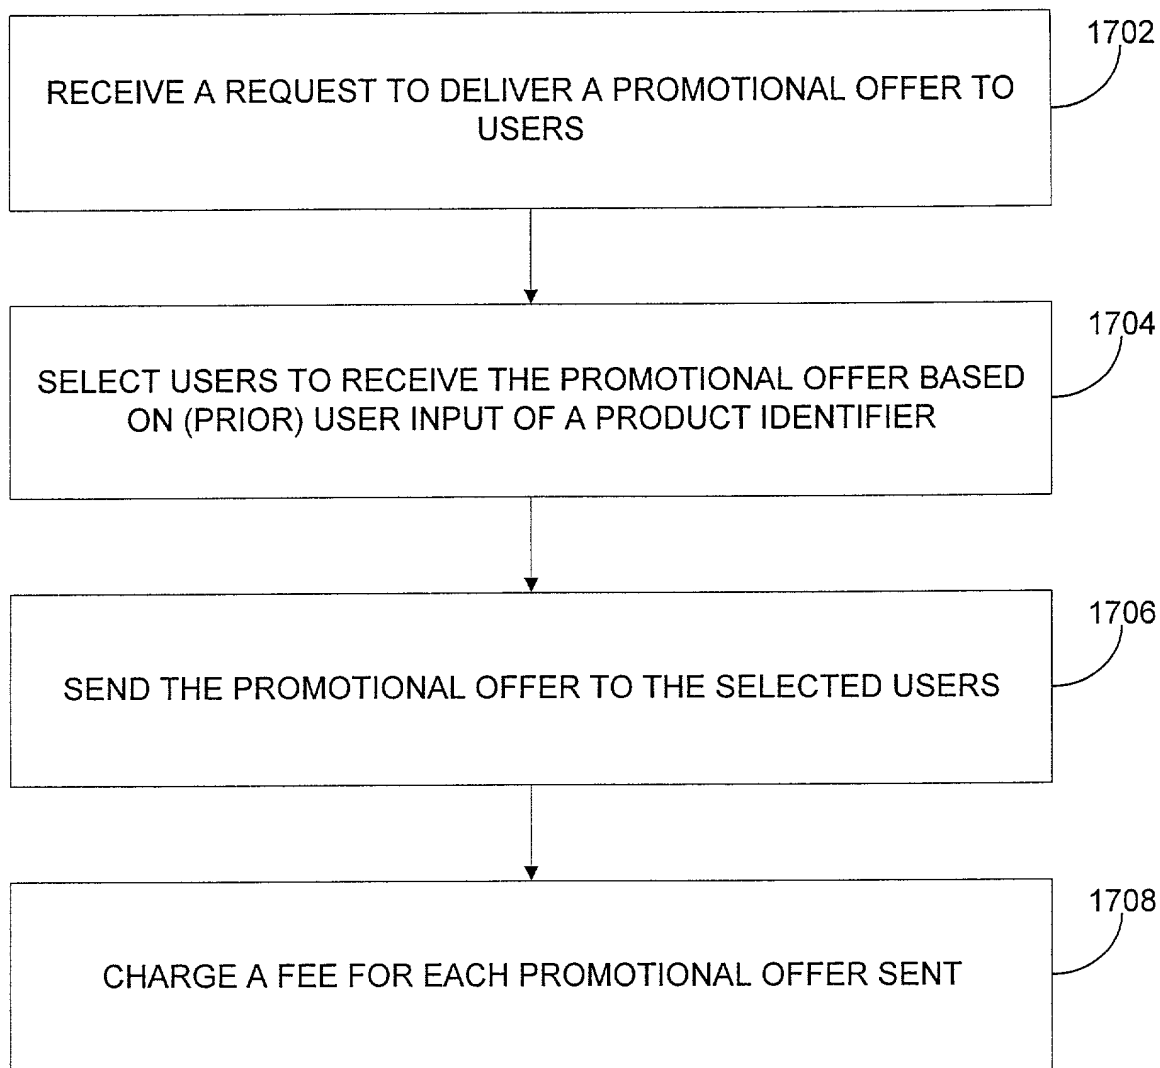 1702
RECEIVE A REQUEST TO DELIVER A PROMOTIONAL OFFER TO
USERS
1704
SELECT USERS TO RECEIVE THE PROMOTIONAL OFFER BASED
ON (PRIOR) USER INPUT OF A PRODUCT IDENTIFIER
1706
SEND THE PROMOTIONAL OFFER TO THE SELECTED USERS
1708
CHARGE A FEE FOR EACH PROMOTIONAL OFFER SENT